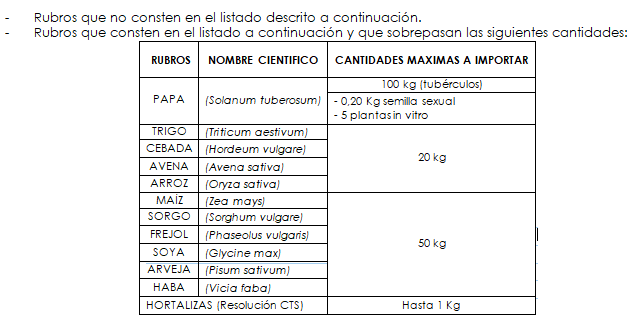 - Rubros que no consten en el listado descrito a continuación.
- Rubros que consten en el listado a continuación y que sobrepasan las siguientes cantidades:
RUBROS NOMBRE CIENTIFICO CANTIDADES MAXIMAS A IMPORTAR
PAPA (Solanum tuberosum) 100 kg (tubérculos)
- 0,20 Kg semilla sexual
- 5 plantas in vitro
TRIGO (Triticum aestivum)
CEBADA (Hordeum vulgare)
AVENA (Avena sativa)
ARROZ (Oryza sativa)
20 kg
MAÍZ (Zea mays)
SORGO (Sorghum vulgare)
FREJOL (Phaseolus vulgaris)
SOYA (Glycine max)
ARVEJA (Pisum sativum)
HABA (Vicia faba)
50 kg
HORTALIZAS (Resolución CTS) Hasta 1 Kg